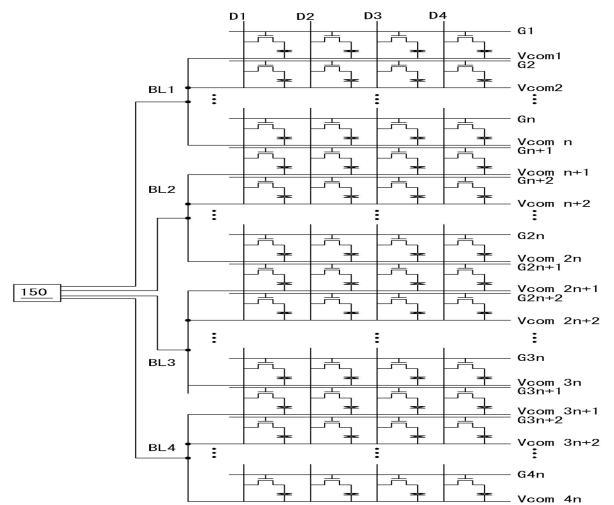 D1 D2 D3 D4
G1
Vcom1
G2
BL1
Vcom2
Gn
Vcom n
Gn+1
Vcom n+1
Gn+2
BL2
Vcom n+2
G2n
Vcom 2n
G2n+1
150
Vcom 2n+1
G2n+2
Vcom 2n+2
G3n
BL3
Vcom 3n
G3n+1
Vcom 3n+1
G3n+2
BL4
Vcom 3n+2
G4n
Vcom 4n